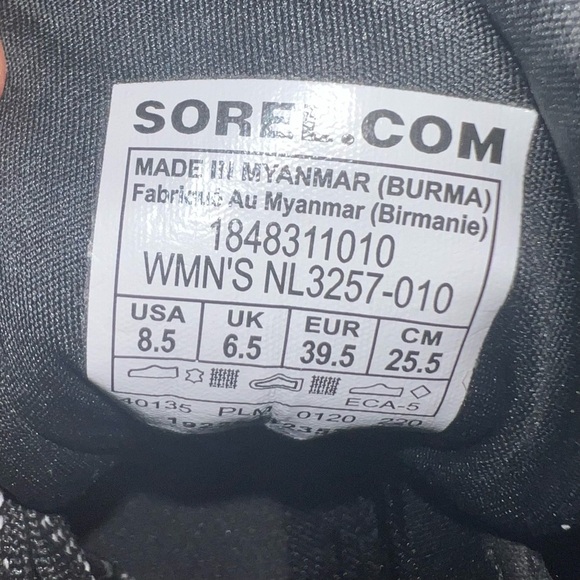 SOREL.COM
MADE IN MYANMAR (BURMA)
Fabriqué Au Myanmar (Birmanie)
1848311010
WMN'S NL3257-010
USA UK EUR CM
8.5 6.5 39.5 25.5
ECA-5
40135 PLM 0120 220